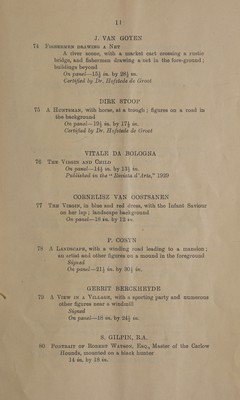 11
J. VAN GOYEN
74 Fishermen drawing a Net
A river scene, with a market cart crossing a rustic
bridge, and fishermen drawing a net in the fore-ground;
buildings beyond
On panel—15½ in. by 26½ in.
Certified by Dr. Hofstede de Groot
DIRK STOOP
75 A Huntsman, with horse, at a trough; figures on a road in
the background
On panel—19½ in. by 17½ in.
Certified by Dr. Hofstede de Groot
VITALE DA BOLOGNA
76 The Virgin and Child
On panel—14½ in. by 13½ in.
Published in the “Rivista d'Arte,” 1929
CORNELISZ VAN OOSTSANEN
77 The Virgin, in blue and red dress, with the Infant Saviour
on her lap; landscape background
On panel—18 in. by 13 in.
P. COSYN
78 A Landscape, with a winding road leading to a mansion;
an artist and other figures on a mound in the foreground
Signed
On panel—21½ in. by 30½ in.
GERRIT BERCKHEYDE
79 A View in a Village, with a sporting party and numerous
other figures near a windmill
Signed
On panel—19 in. by 24½ in.
S. GILPIN, R.A.
80 Portrait of Robert Watson, Esq., Master of the Carlow
Hounds, mounted on a black hunter
14 in. by 18 in.